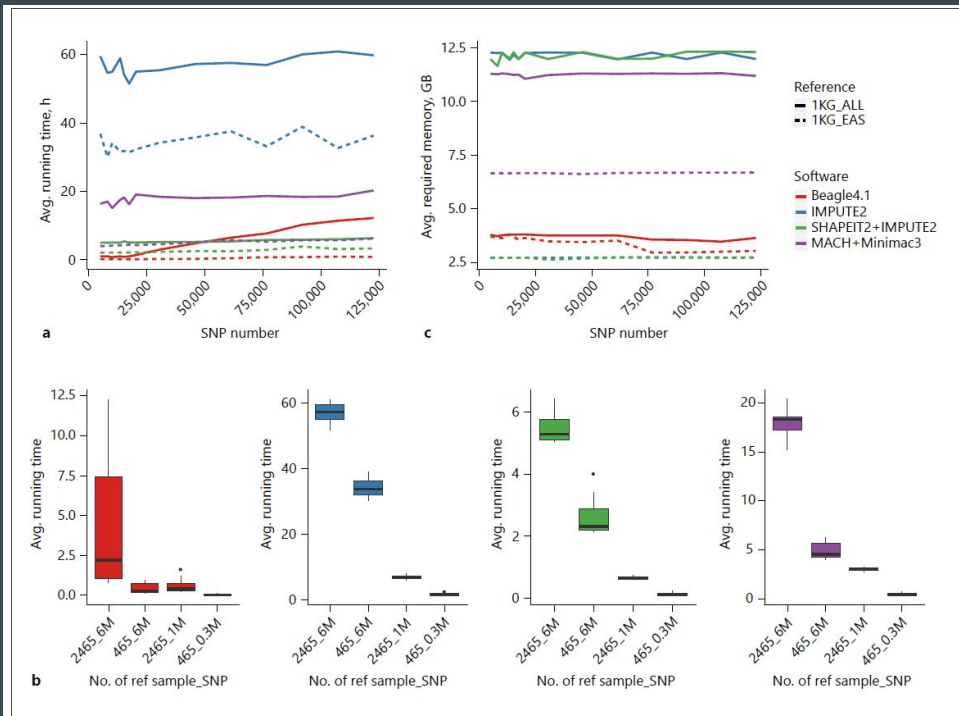 60
40
20
0
Avg. running time, h
0
25,000
50,000
75,000
100,000
125,000
SNP number
a
12.5
10.0
7.5
5.0
2.5
Avg. required memory, GB
0
25,000
50,000
75,000
100,000
125,000
SNP number
c
Reference
1KG_ALL
1KG_EAS
Software
Beagle4.1
IMPUTE2
SHAPEIT2+IMPUTE2
MACH+Minimac3
12.5
10.0
7.5
5.0
2.5
0.0
Avg. running time
2465_6M
465_6M
2465_1M
465_0.3M
No. of ref sample_SNP
b
60
40
20
0
Avg. running time
2465_6M
465_6M
2465_1M
465_0.3M
No. of ref sample_SNP
6
4
2
0
Avg. running time
2465_6M
465_6M
2465_1M
465_0.3M
No. of ref sample_SNP
20
15
10
5
0
Avg. running time
2465_6M
465_6M
2465_1M
465_0.3M
No. of ref sample_SNP